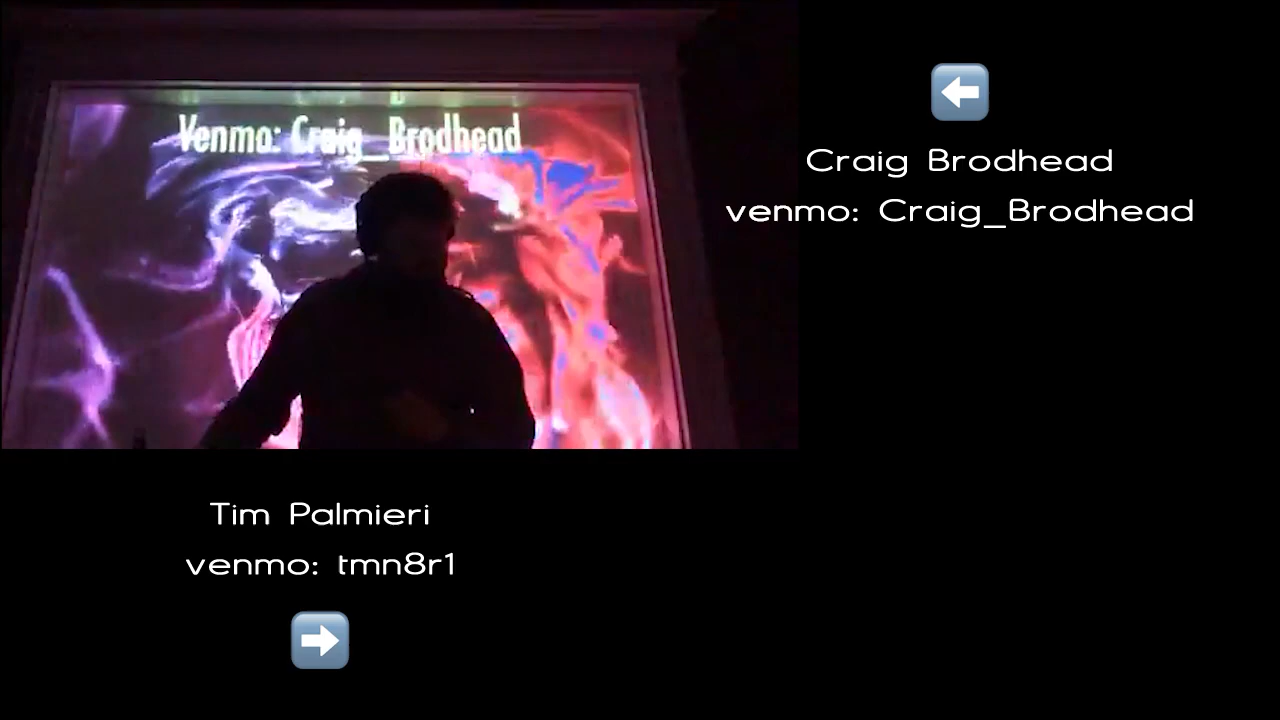 Venmo: Craig_Brodhead
Craig Brodhead
venmo: Craig_Brodhead
Tim Palmieri
venmo: tmn8r1